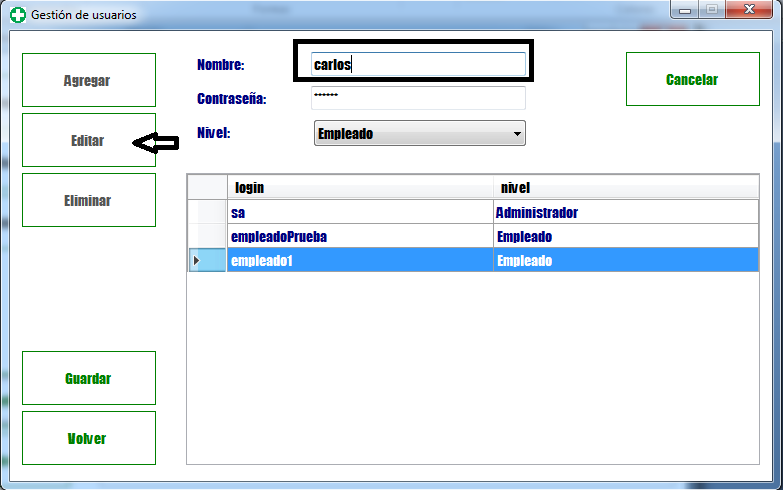 Gestión de usuarios
Agregar
Editar
Eliminar
Guardar
Volver
Nombre: carlos
Contraseña: ******
Nivel: Empleado
Cancelar
login nivel
sa Administrador
empleadoPrueba Empleado
empleado1 Empleado